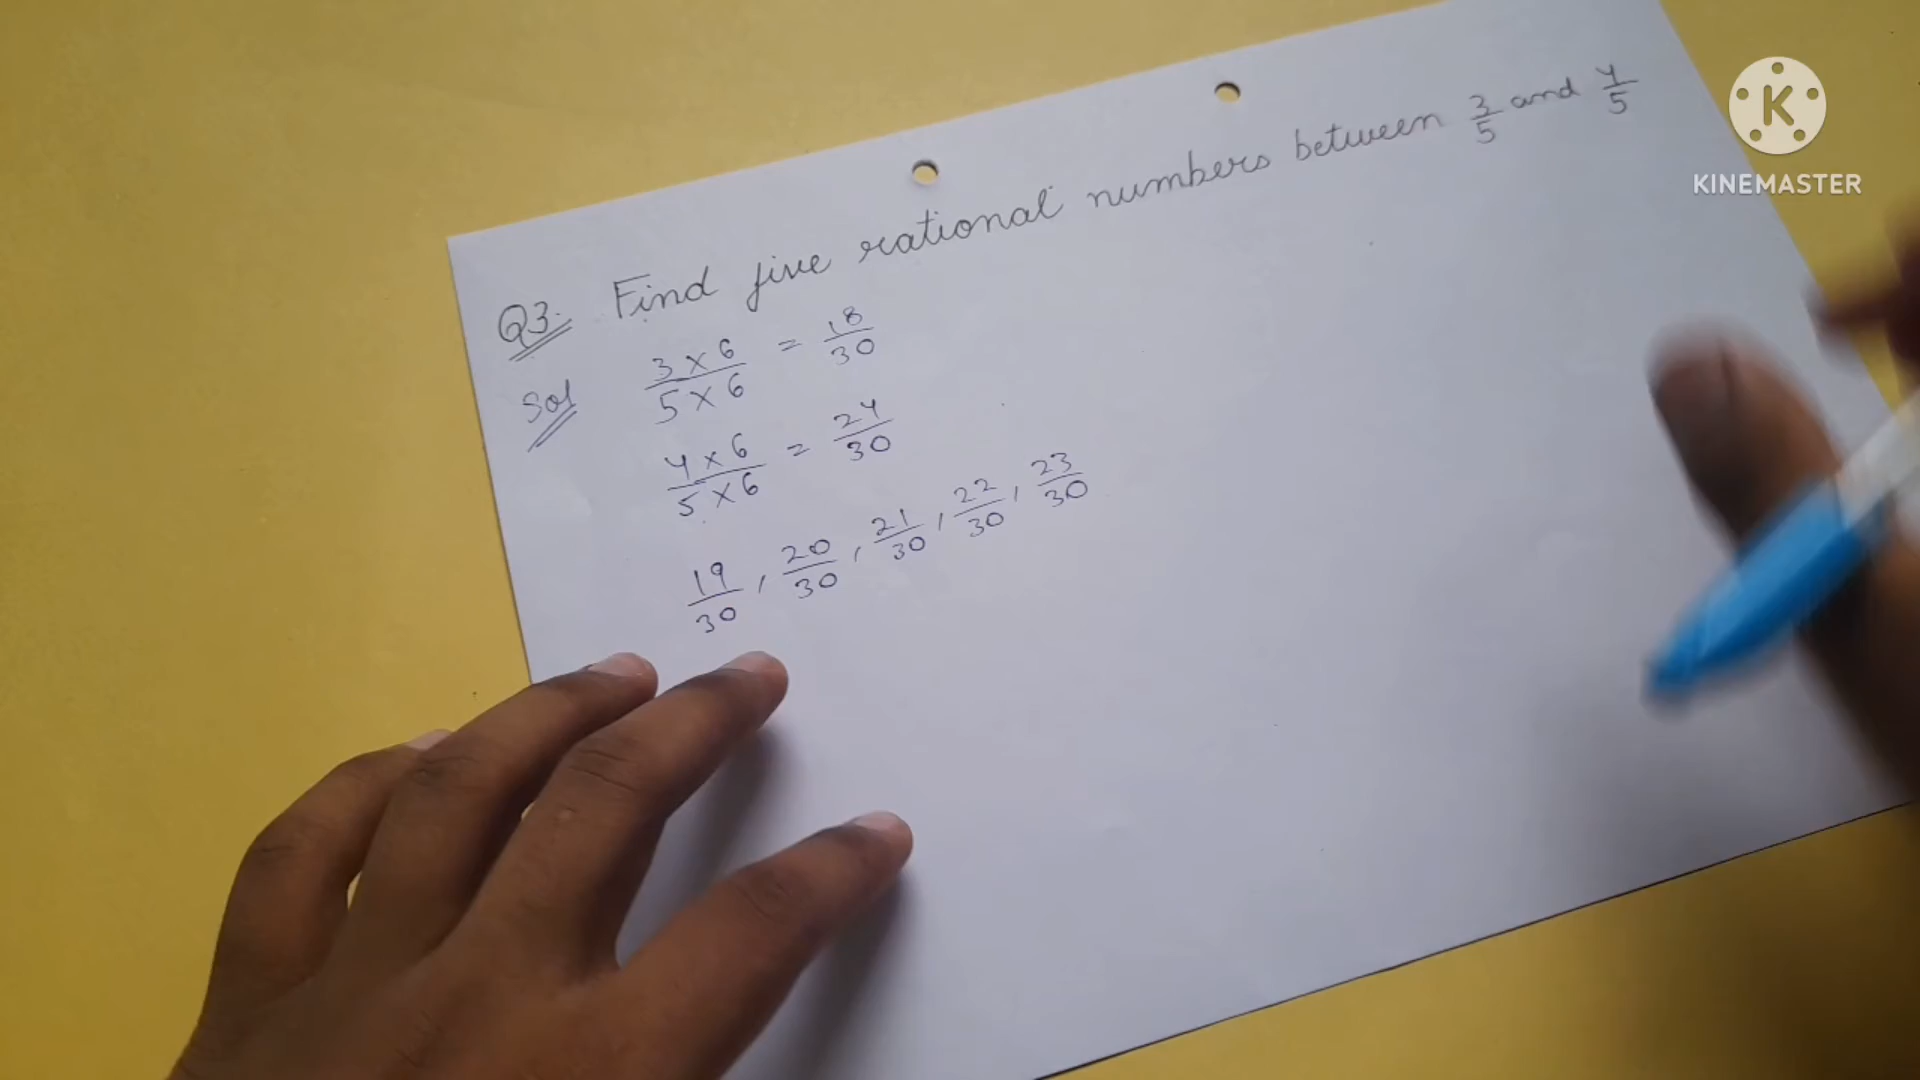 Q3. Find five rational numbers between 3/5 and 4/5
Sol 3 × 6 / 5 × 6 = 18/30
4 × 6 / 5 × 6 = 24/30
19/30, 20/30, 21/30, 22/30, 23/30
K
KINEMASTER